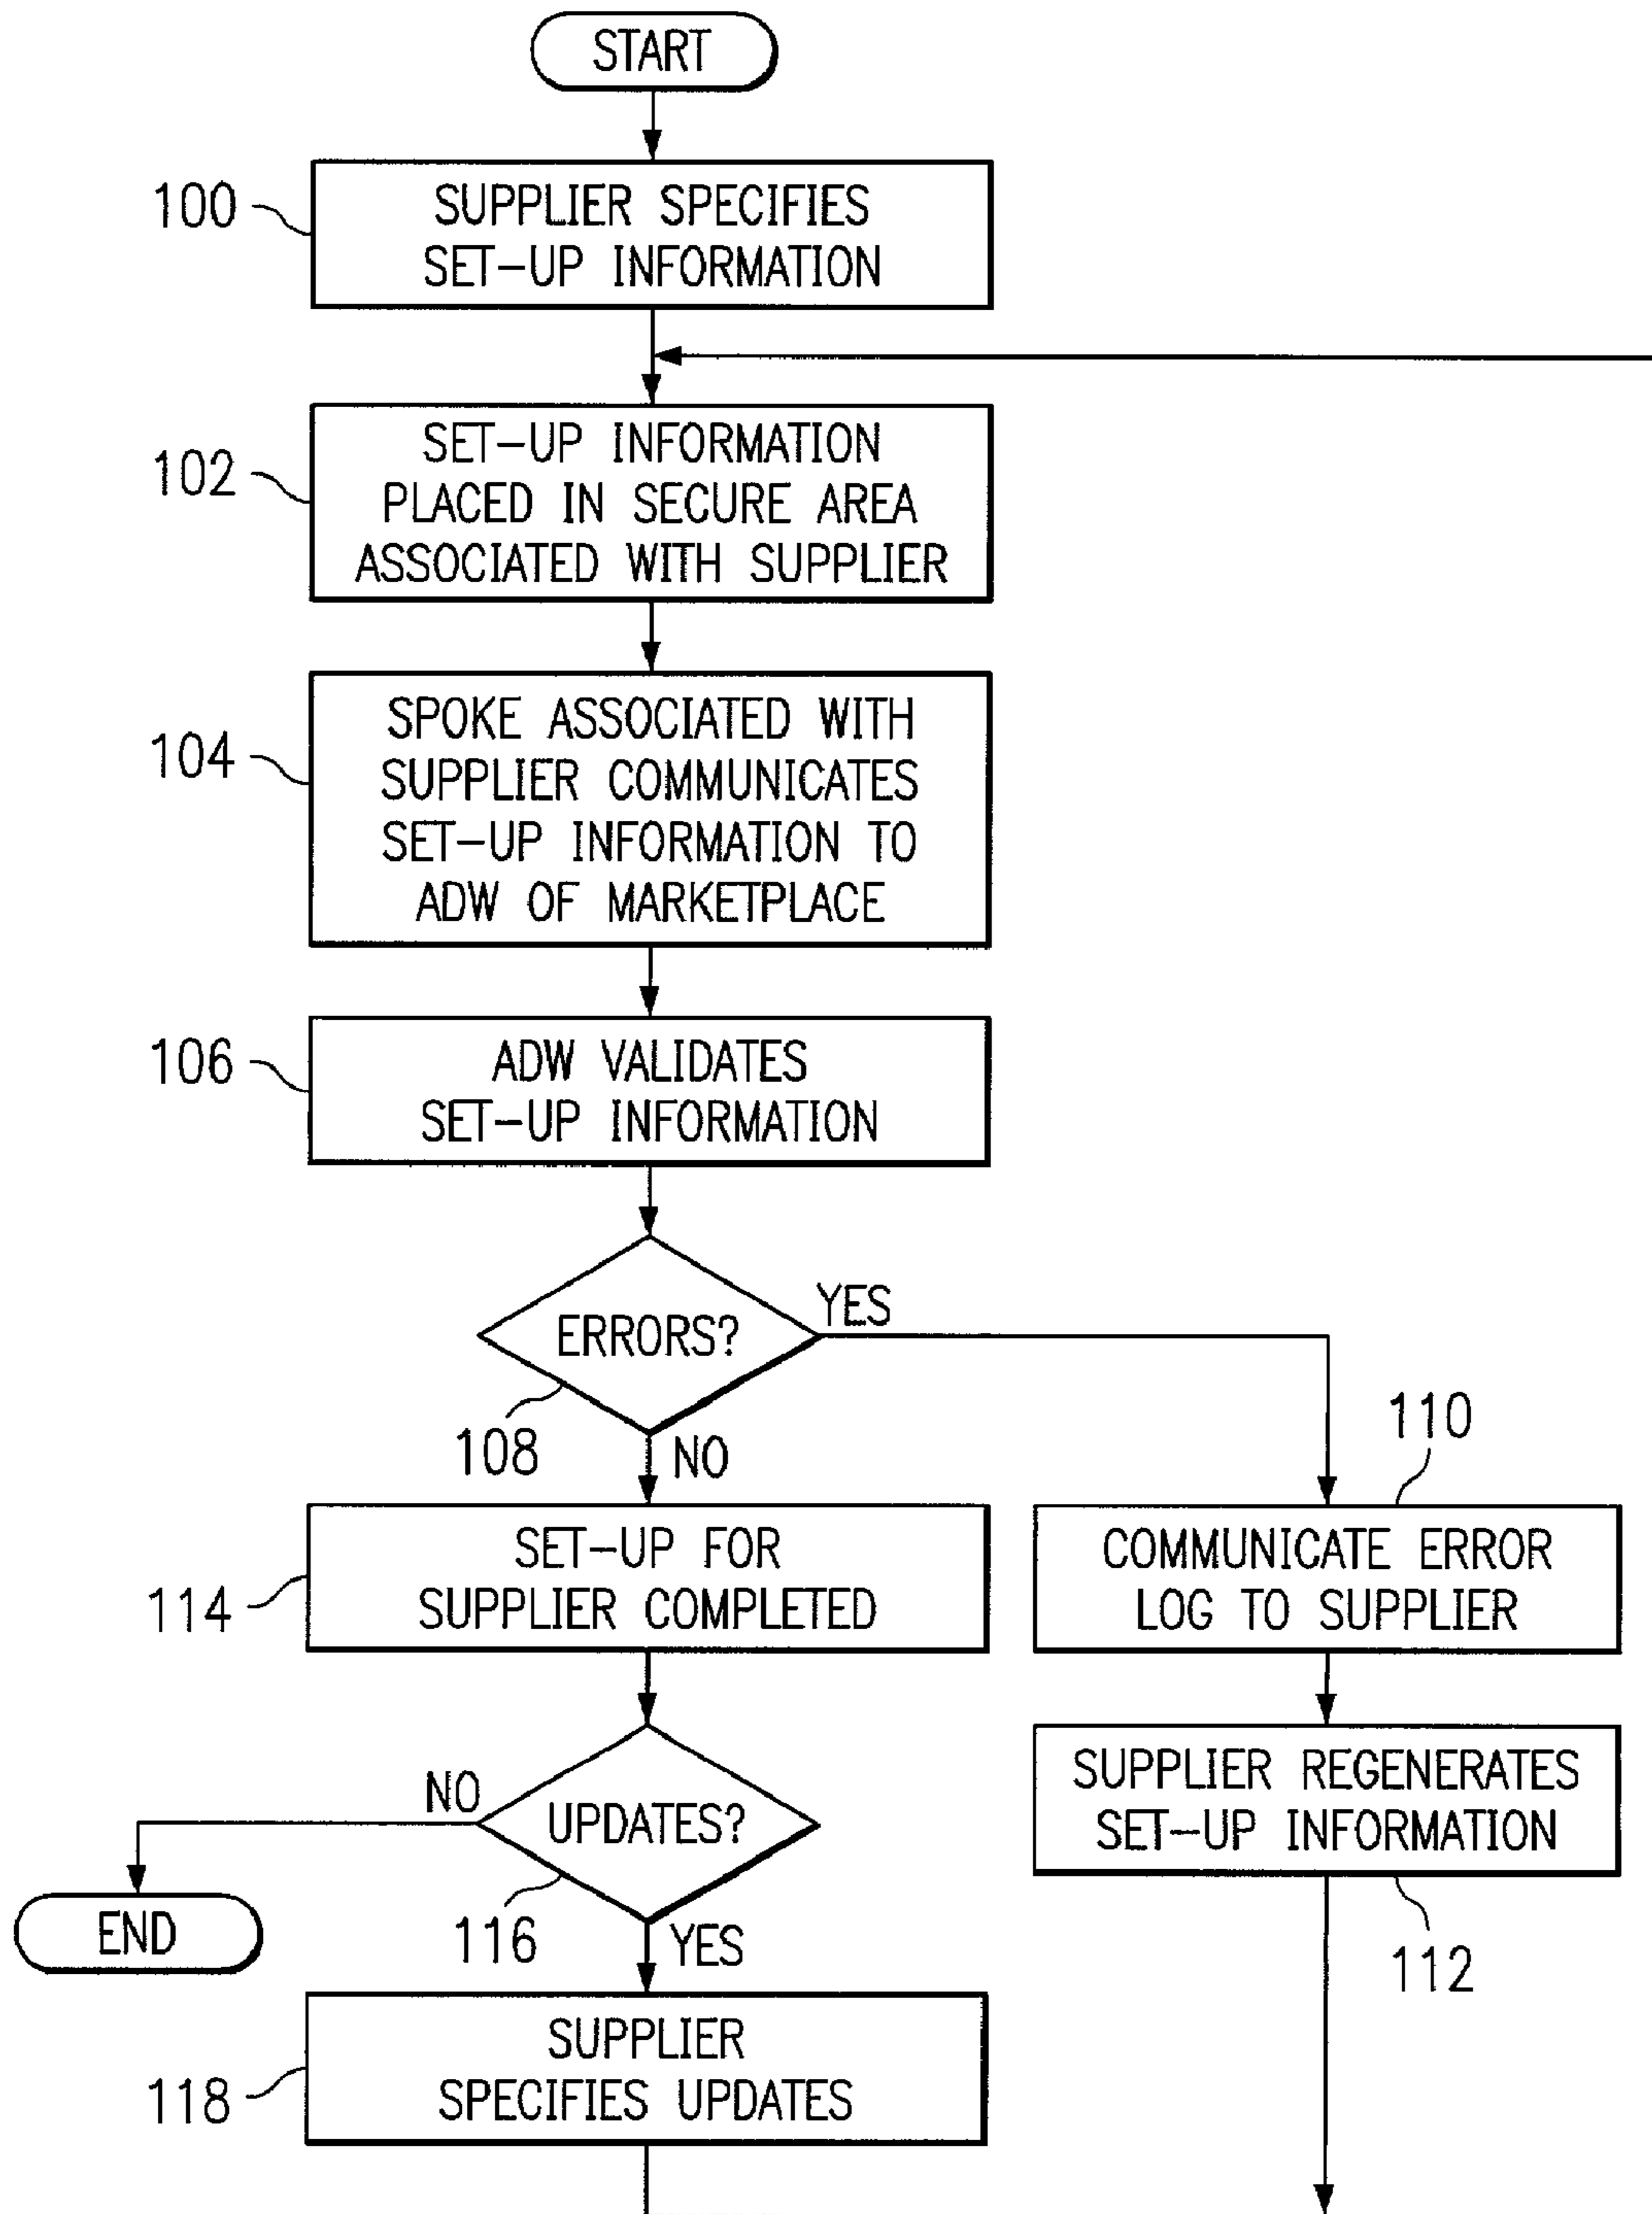 START
100
SUPPLIER SPECIFIES
SET-UP INFORMATION
102
SET-UP INFORMATION
PLACED IN SECURE AREA
ASSOCIATED WITH SUPPLIER
104
SPOKE ASSOCIATED WITH
SUPPLIER COMMUNICATES
SET-UP INFORMATION TO
ADW OF MARKETPLACE
106
ADW VALIDATES
SET-UP INFORMATION
ERRORS?
YES
108
NO
110
114
SET-UP FOR
SUPPLIER COMPLETED
COMMUNICATE ERROR
LOG TO SUPPLIER
UPDATES?
NO
SUPPLIER REGENERATES
SET-UP INFORMATION
END
116
YES
112
118
SUPPLIER
SPECIFIES UPDATES